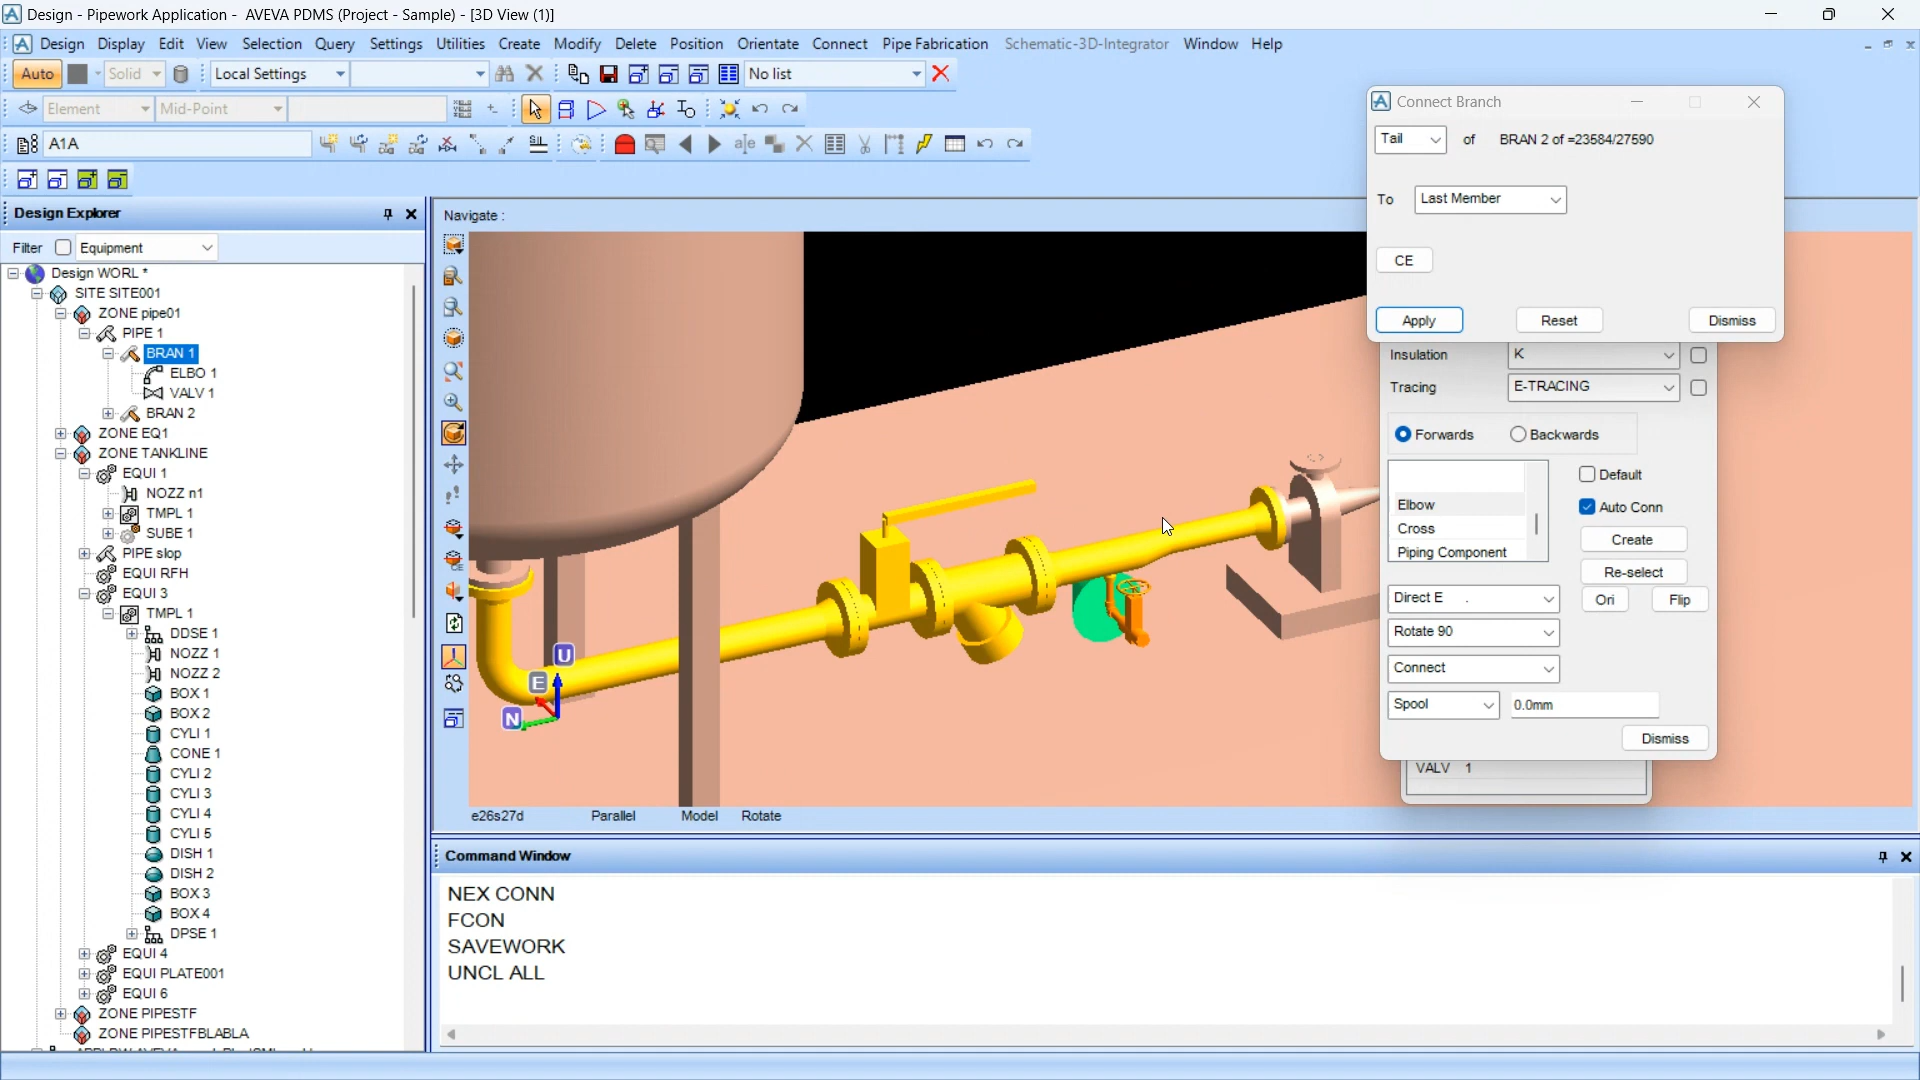 Design - Pipework Application - AVEVA PDMS (Project - Sample) - [3D View (1)]
Design Display Edit View Selection Query Settings Utilities Create Modify Delete Position Orientate Connect Pipe Fabrication Schematic-3D-Integrator Window Help
Auto Solid Local Settings No list
Element Mid-Point
A1A
Design Explorer
Filter Equipment
Design WORL *
SITE SITE001
ZONE pipe01
PIPE 1
BRAN 1
ELBO 1
VALV 1
BRAN 2
ZONE EQ1
ZONE TANKLINE
EQUI 1
NOZZ n1
TMPL 1
SUBE 1
PIPE slop
EQUI RFH
EQUI 3
TMPL 1
DDSE 1
NOZZ 1
NOZZ 2
BOX 1
BOX 2
CYLI 1
CONE 1
CYLI 2
CYLI 3
CYLI 4
CYLI 5
DISH 1
DISH 2
BOX 3
BOX 4
DPSE 1
EQUI 4
EQUI PLATE001
EQUI 6
ZONE PIPESTF
ZONE PIPESTFBLABLA
Navigate :
U
E
N
e26s27d Parallel Model Rotate
Connect Branch
Tail of BRAN 2 of =23584/27590
To Last Member
CE
Apply Reset Dismiss
Insulation K
Tracing E-TRACING
Forwards Backwards
Default
Elbow
Auto Conn
Cross
Create
Piping Component
Re-select
Direct E .
Ori Flip
Rotate 90
Connect
Spool 0.0mm
Dismiss
VALV 1
Command Window
NEX CONN
FCON
SAVEWORK
UNCL ALL